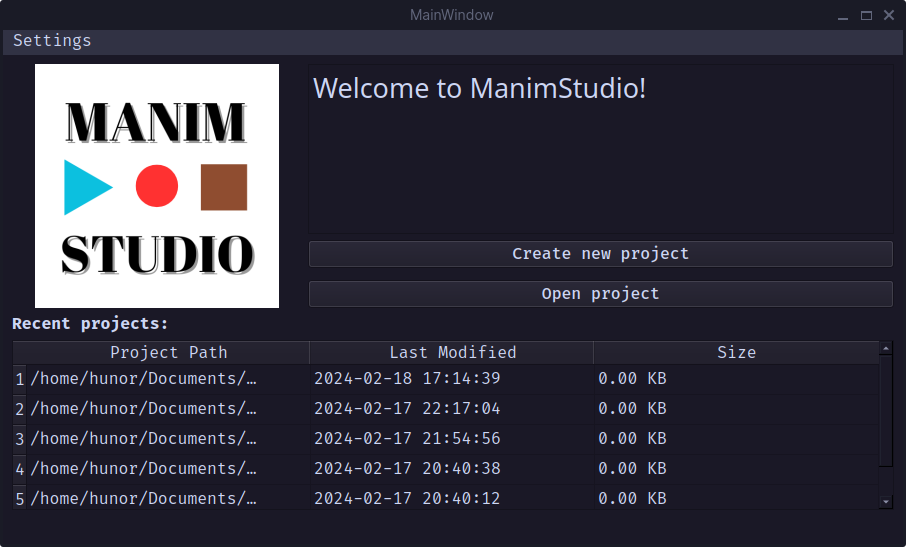 MainWindow
Settings
MANIM
STUDIO
Welcome to ManimStudio!
Create new project
Open project
Recent projects:
Project Path Last Modified Size
1 /home/hunor/Documents/… 2024-02-18 17:14:39 0.00 KB
2 /home/hunor/Documents/… 2024-02-17 22:17:04 0.00 KB
3 /home/hunor/Documents/… 2024-02-17 21:54:56 0.00 KB
4 /home/hunor/Documents/… 2024-02-17 20:40:38 0.00 KB
5 /home/hunor/Documents/… 2024-02-17 20:40:12 0.00 KB